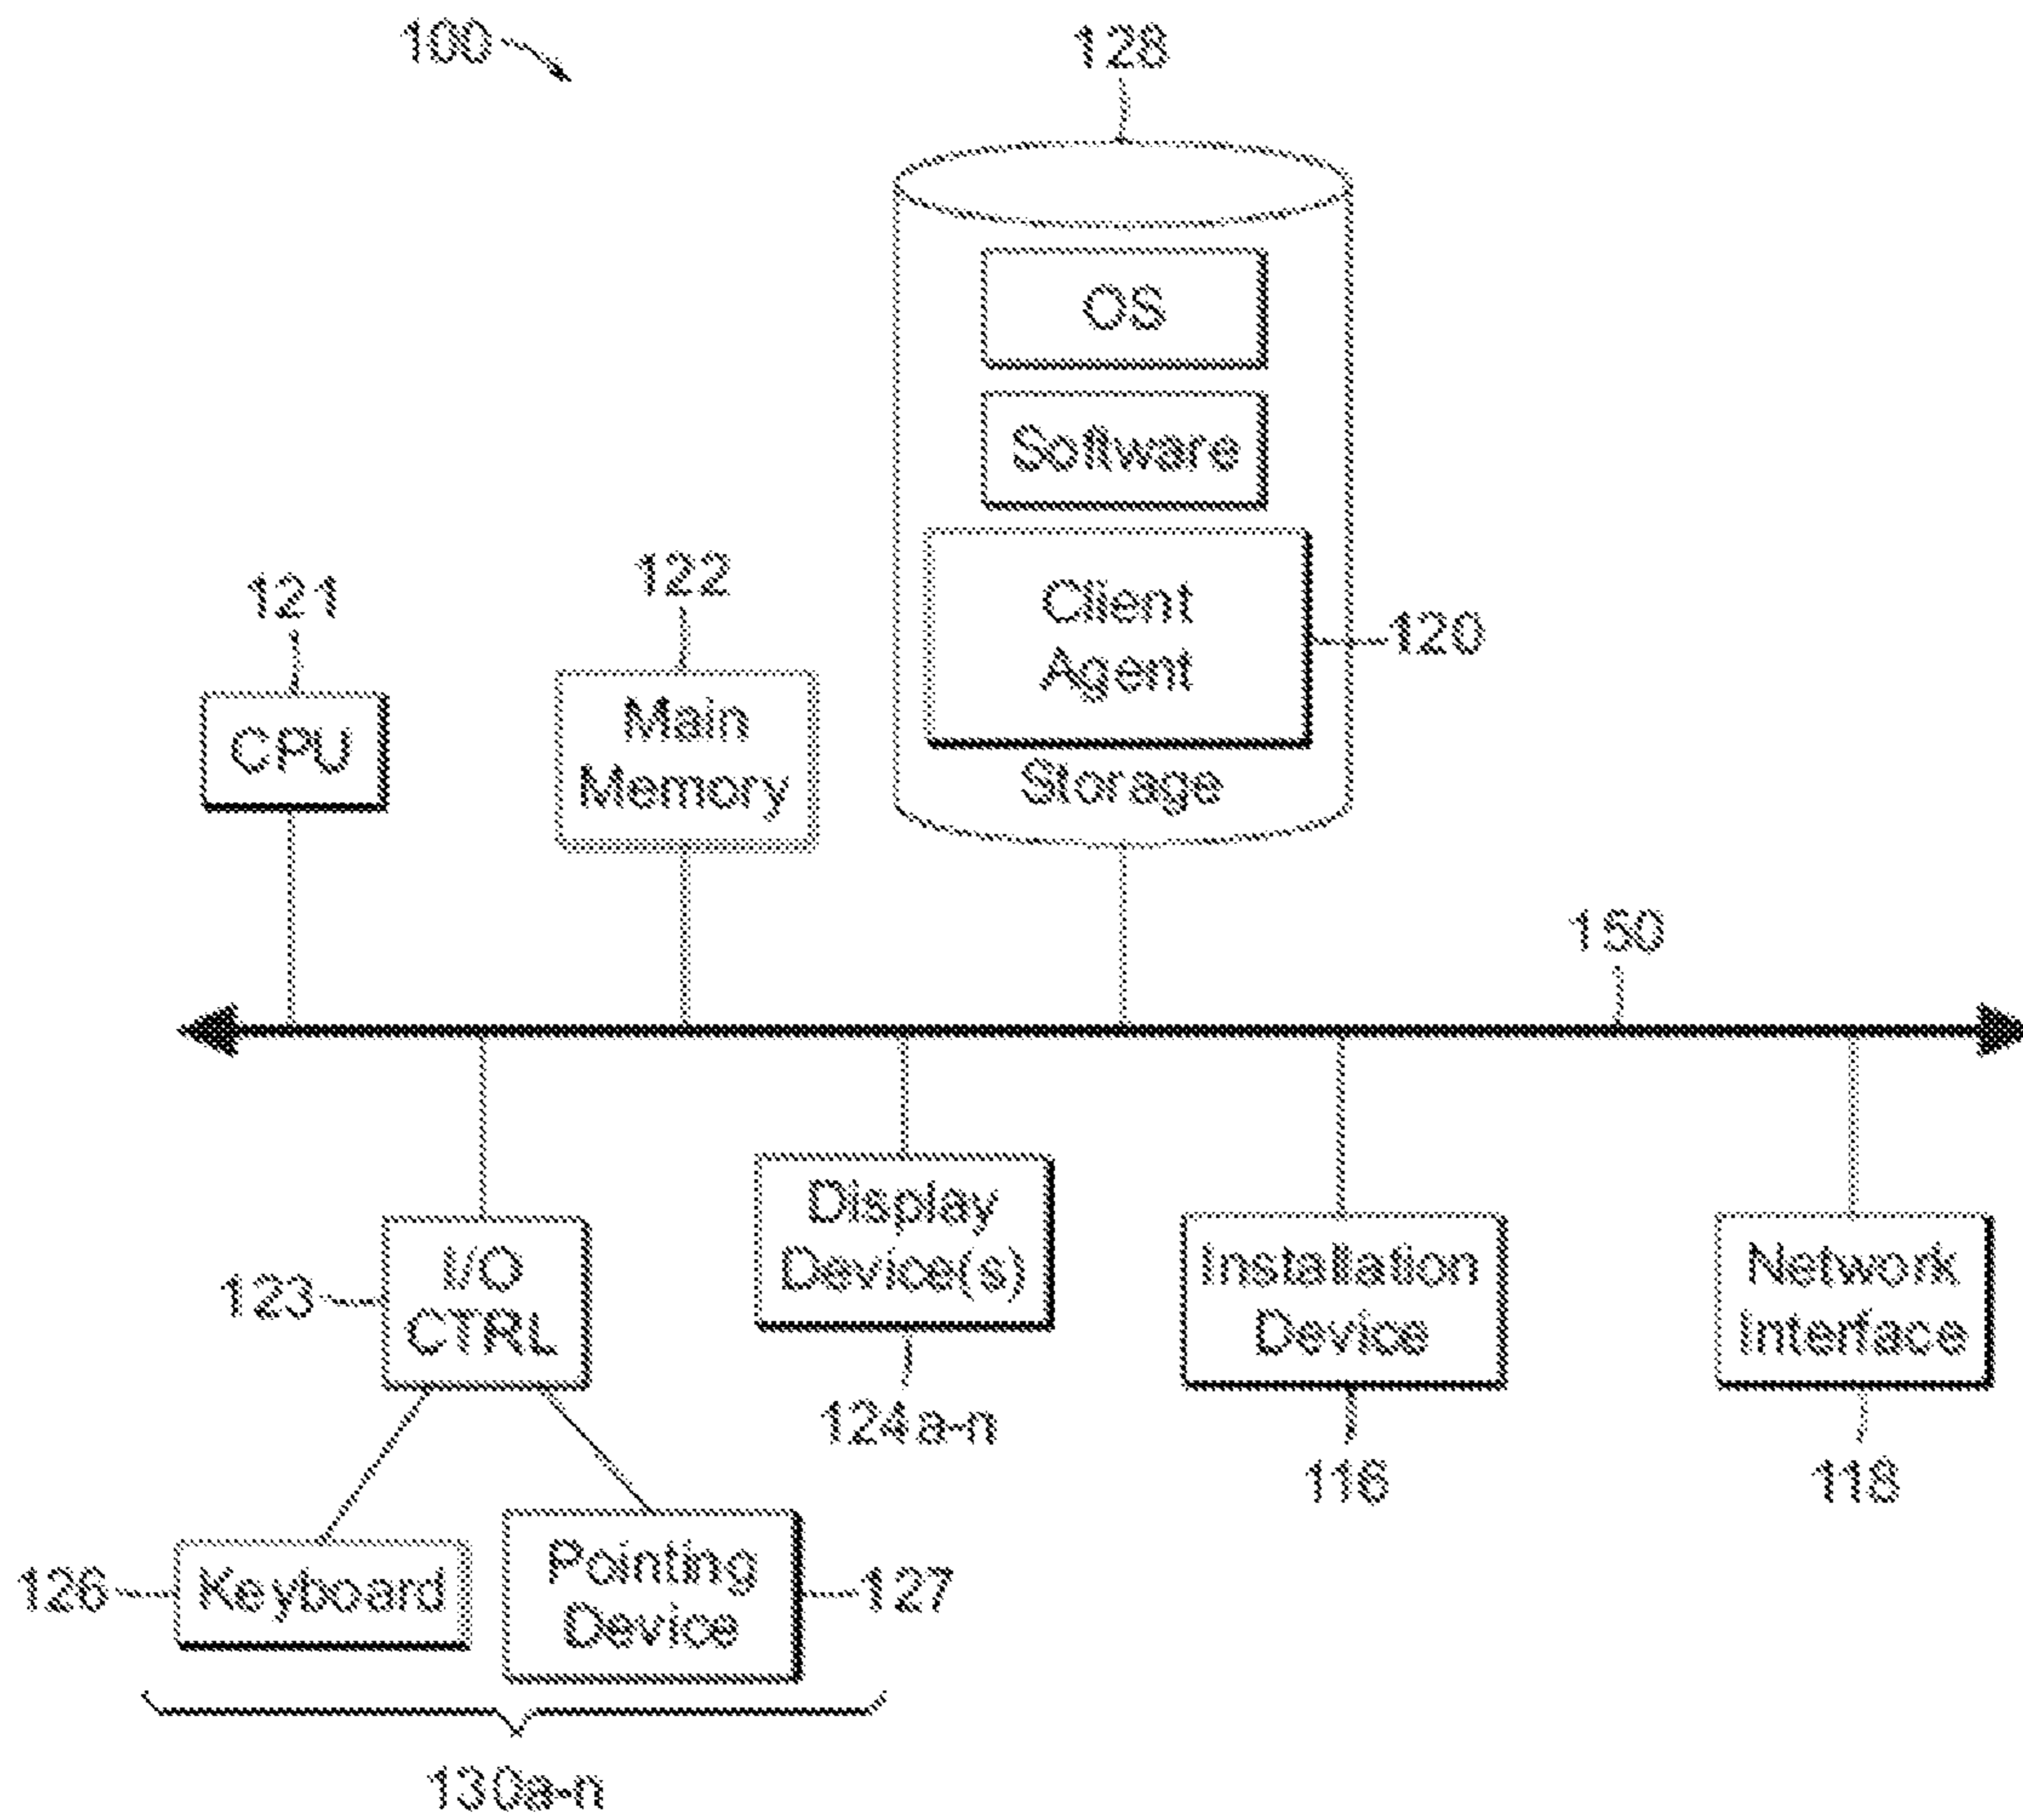 100
128
OS
Software
Client
Agent
120
Storage
121
CPU
122
Main
Memory
150
I/O
CTRL
123
Display
Device(s)
124a-n
Installation
Device
116
Network
Interface
118
126
Keyboard
Pointing
Device
127
130a-n